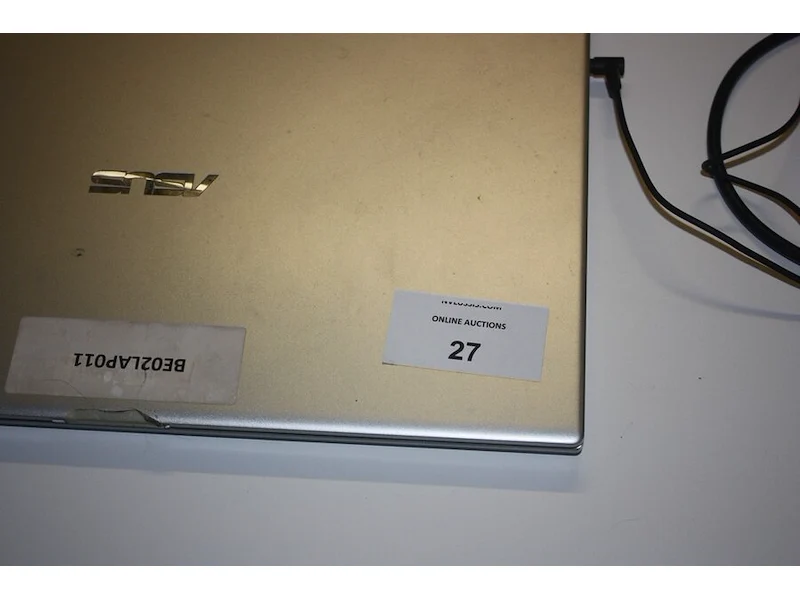 ASUS
ONLINE AUCTIONS
27
BE02LAP011